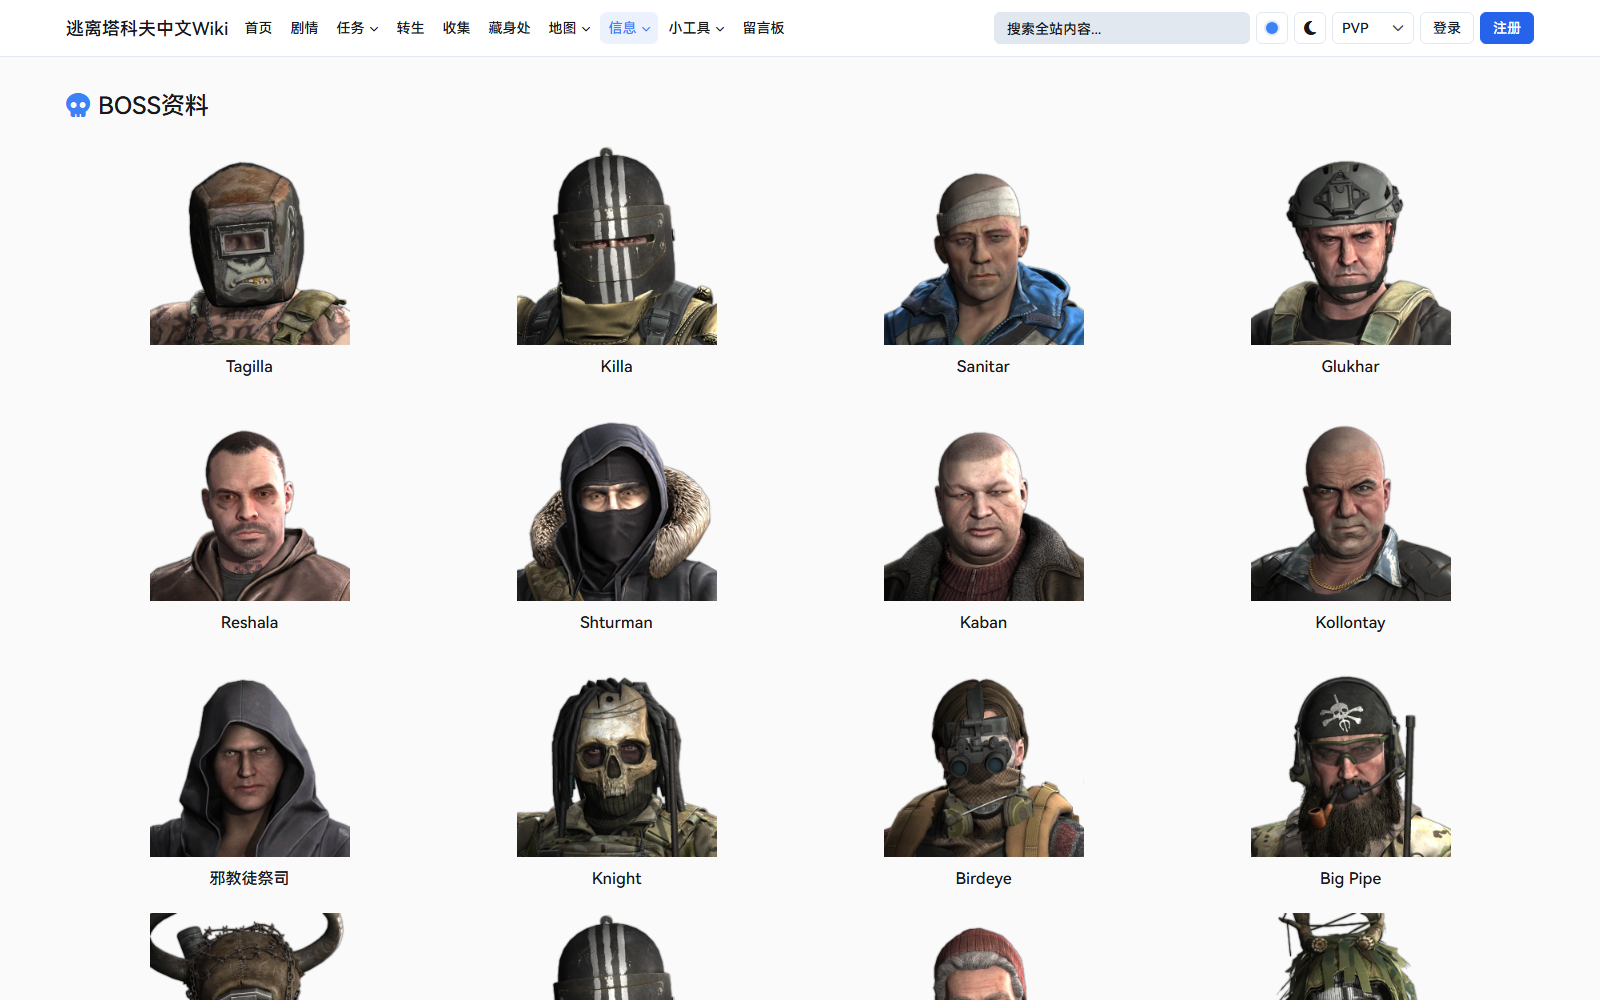 逃离塔科夫中文Wiki 首页 剧情 任务 转生 收集 藏身处 地图 信息 小工具 留言板 搜索全站内容... PVP 登录 注册
BOSS资料
Tagilla Killa Sanitar Glukhar
Reshala Shturman Kaban Kollontay
邪教徒祭司 Knight Birdeye Big Pipe